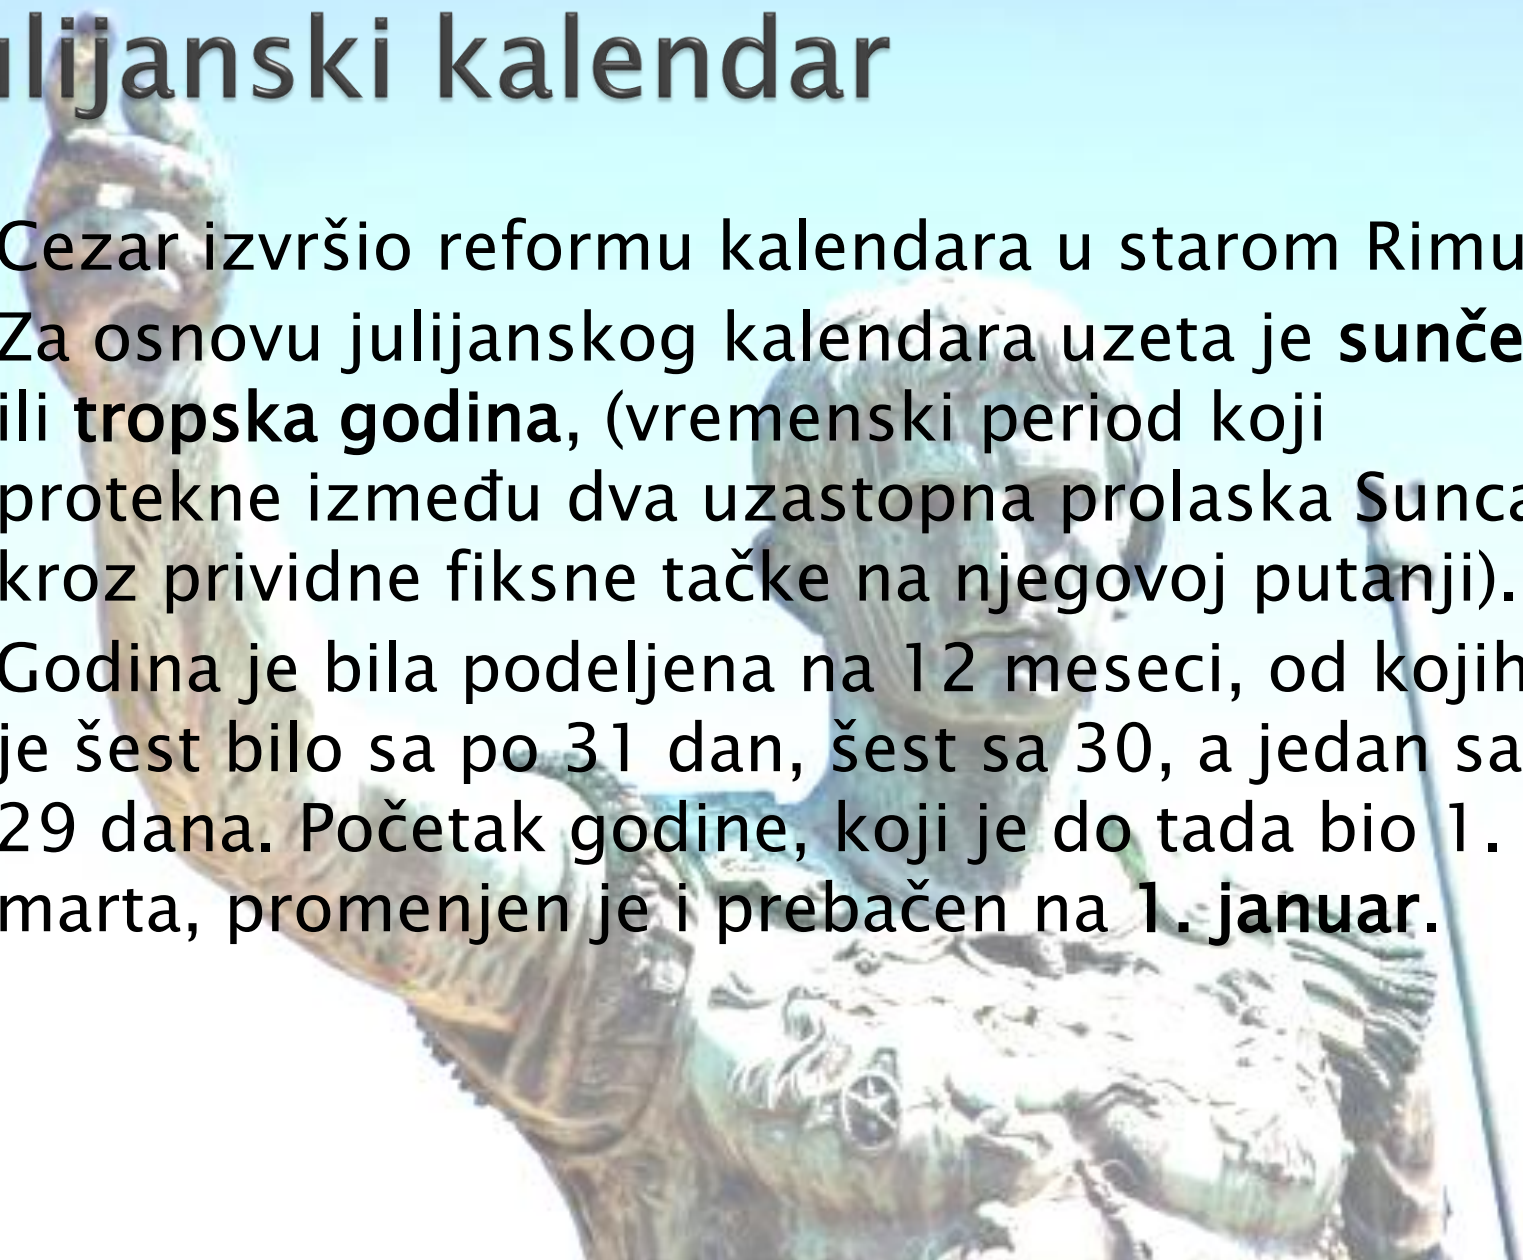 ulijanski kalendar
Cezar izvršio reformu kalendara u starom Rimu
Za osnovu julijanskog kalendara uzeta je sunče
ili tropska godina, (vremenski period koji
protekne između dva uzastopna prolaska Sunca
kroz prividne fiksne tačke na njegovoj putanji).
Godina je bila podeljena na 12 meseci, od kojih
je šest bilo sa po 31 dan, šest sa 30, a jedan sa
29 dana. Početak godine, koji je do tada bio 1.
marta, promenjen je i prebačen na 1. januar.